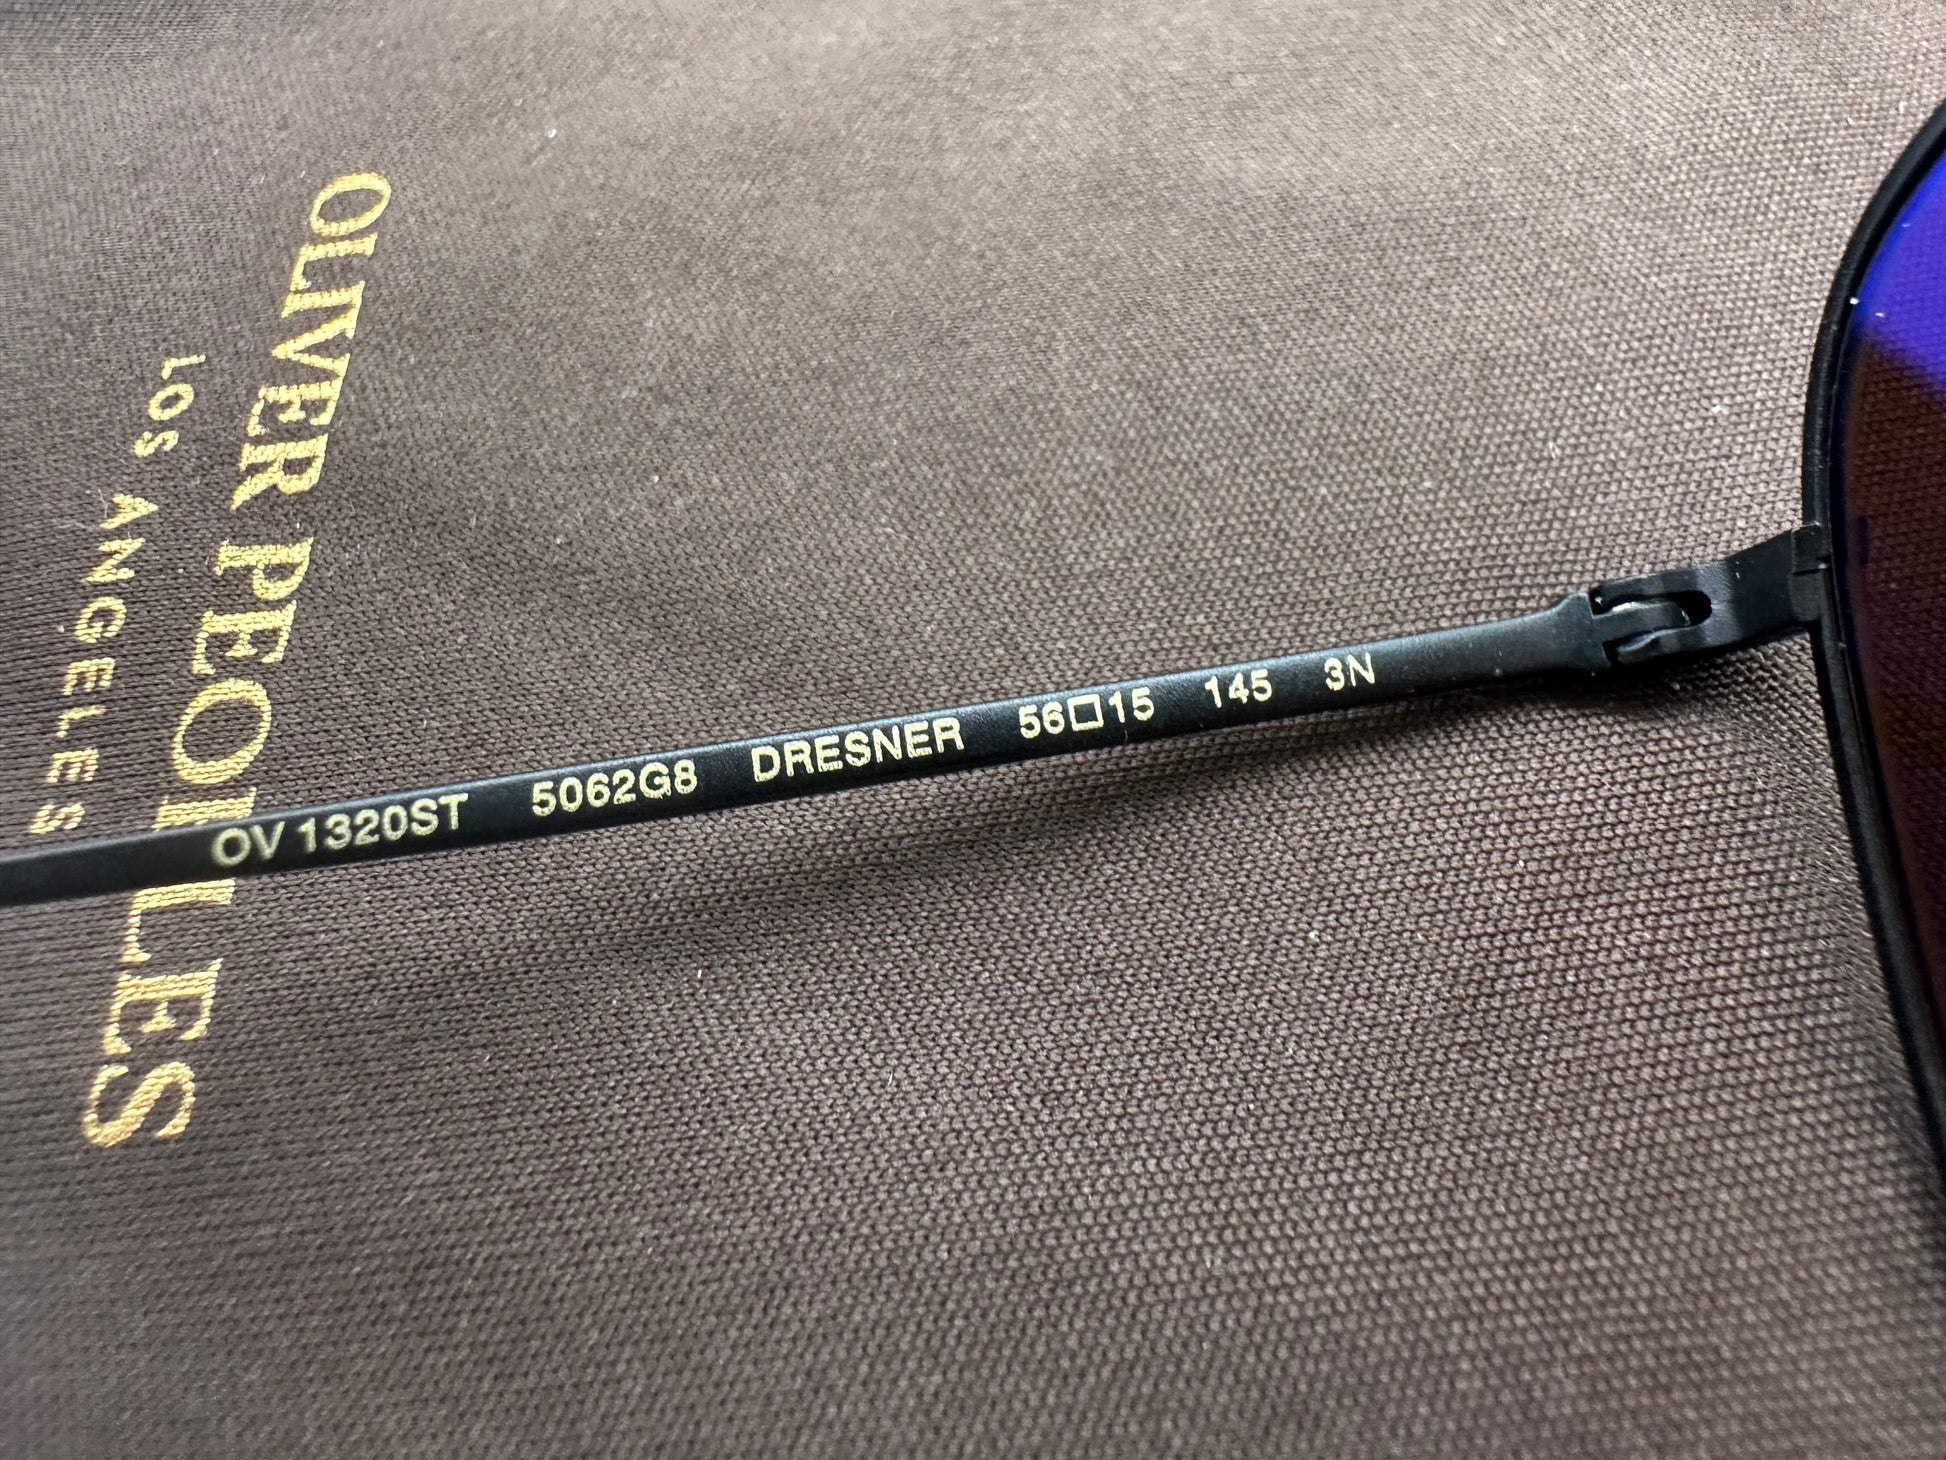 OLIVER PEOPLES
LOS ANGELES
OV 1320ST 5062G8 DRESNER 56□15 145 3N